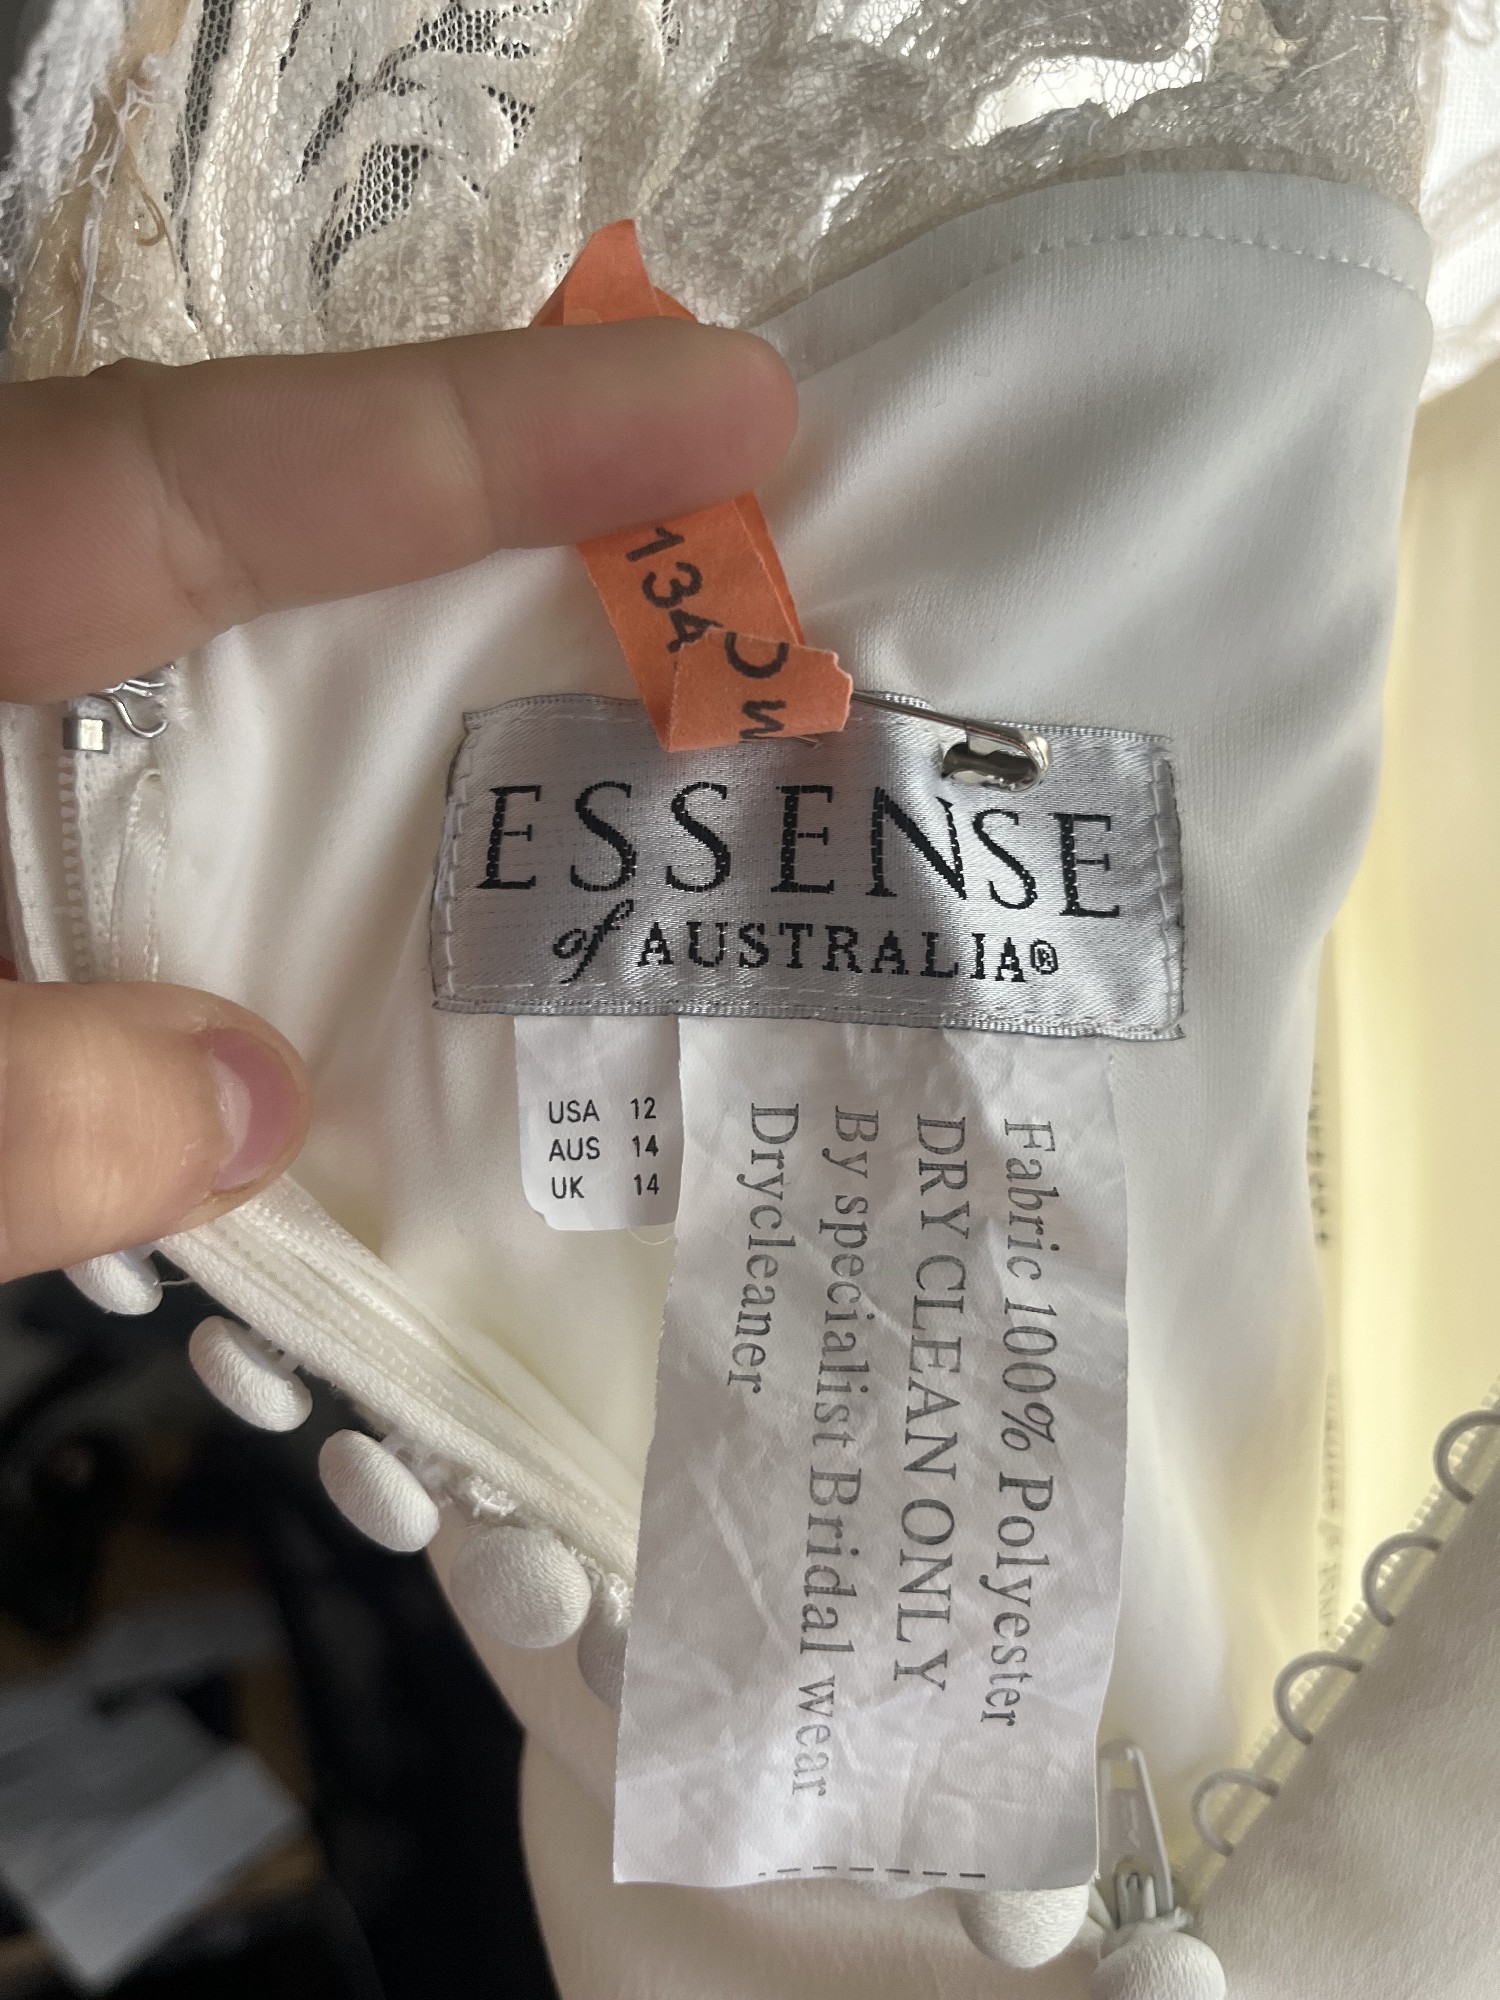 134
ESSENSE
of AUSTRALIA®
USA 12
AUS 14
UK 14
Fabric 100% Polyester
DRY CLEAN ONLY
By specialist Bridal wear
Drycleaner